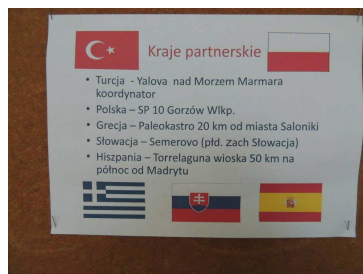 Kraje partnerskie
• Turcja - Yalova nad Morzem Marmara
koordynator
• Polska – SP 10 Gorzów Wlkp.
• Grecja – Paleokastro 20 km od miasta Saloniki
• Słowacja – Semerovo (płd. zach Słowacja)
• Hiszpania – Torrelaguna wioska 50 km na
północ od Madrytu